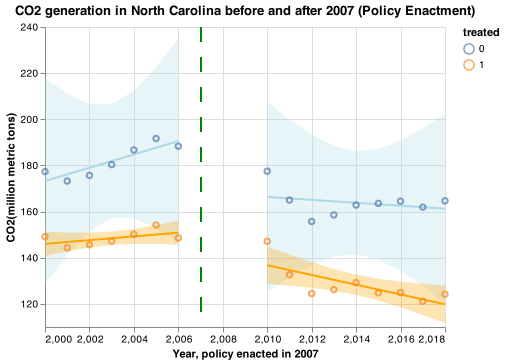 CO2 generation in North Carolina before and after 2007 (Policy Enactment)
treated
0
1
240
220
200
180
160
140
120
CO2(million metric tons)
2,000 2,002 2,004 2,006 2,008 2,010 2,012 2,014 2,016 2,018
Year, policy enacted in 2007